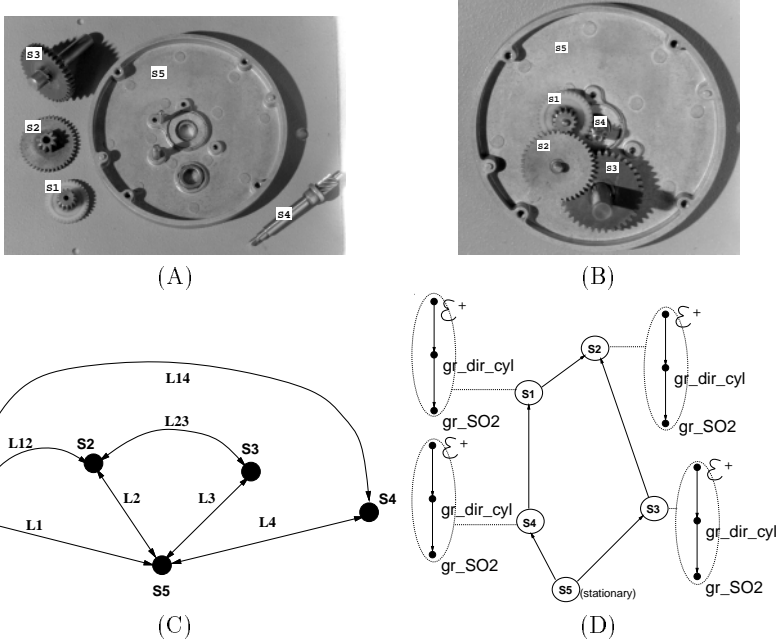 S3
S5
S2
S1
S4
(A)
S5
S1
S4
S2
S3
(B)
L14
L12
S2
L23
S3
L2
L3
L1
L4
S4
S5
(C)
ℰ+
gr_dir_cyl
gr_SO2
S1
S2
ℰ+
gr_dir_cyl
gr_SO2
ℰ+
gr_dir_cyl
gr_SO2
S4
S3
ℰ+
gr_dir_cyl
gr_SO2
S5 (stationary)
(D)